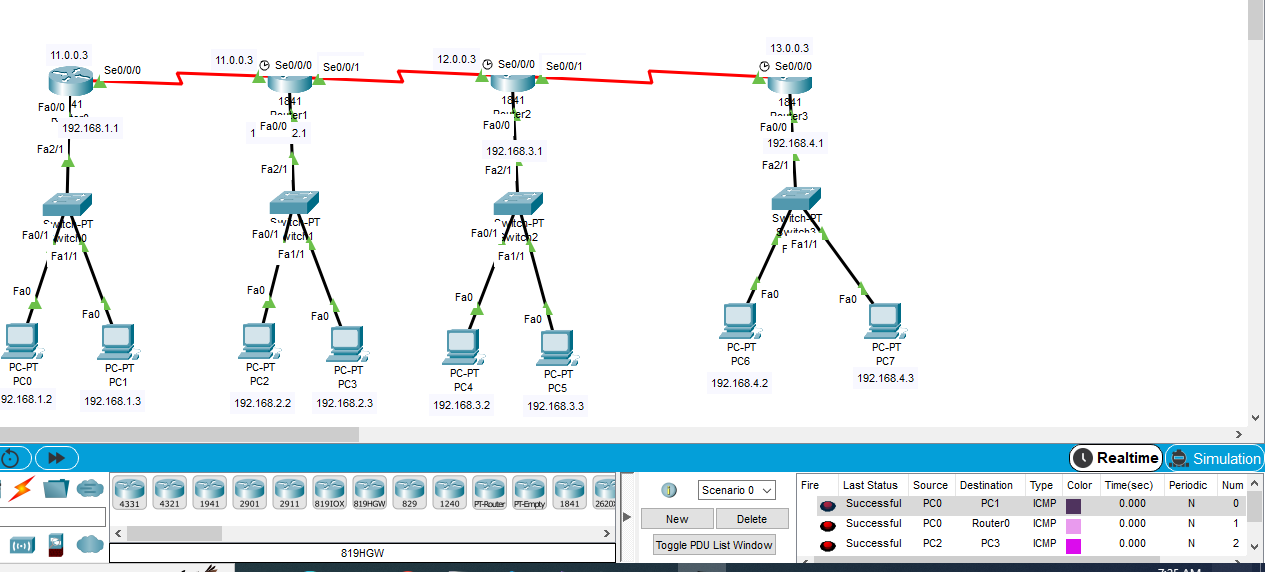 11.0.0.3
Se0/0/0
11.0.0.3
Se0/0/0
Se0/0/1
12.0.0.3
Se0/0/0
Se0/0/1
13.0.0.3
Se0/0/0
Fa0/0
41
192.168.1.1
1841
Router1
Fa0/0
1
2.1
1841
Router2
Fa0/0
192.168.3.1
1841
Router3
Fa0/0
192.168.4.1
Fa2/1
Fa2/1
Fa2/1
Fa2/1
Switch-PT
witch0
Fa0/1
Fa1/1
Switch-PT
witch1
Fa0/1
Fa1/1
Switch-PT
witch2
Fa0/1
Fa1/1
Switch-PT
Switch3
F
Fa1/1
Fa0
Fa0
Fa0
Fa0
Fa0
Fa0
Fa0
Fa0
PC-PT
PC0
92.168.1.2
PC-PT
PC1
192.168.1.3
PC-PT
PC2
192.168.2.2
PC-PT
PC3
192.168.2.3
PC-PT
PC4
192.168.3.2
PC-PT
PC5
192.168.3.3
PC-PT
PC6
192.168.4.2
PC-PT
PC7
192.168.4.3
Realtime
Simulation
4331 4321 1941 2901 2911 819IOX 819HGW 829 1240 PT-Router PT-Empty 1841 2620X
819HGW
Scenario 0
New
Delete
Toggle PDU List Window
Fire Last Status Source Destination Type Color Time(sec) Periodic Num
Successful PC0 PC1 ICMP 0.000 N 0
Successful PC0 Router0 ICMP 0.000 N 1
Successful PC2 PC3 ICMP 0.000 N 2